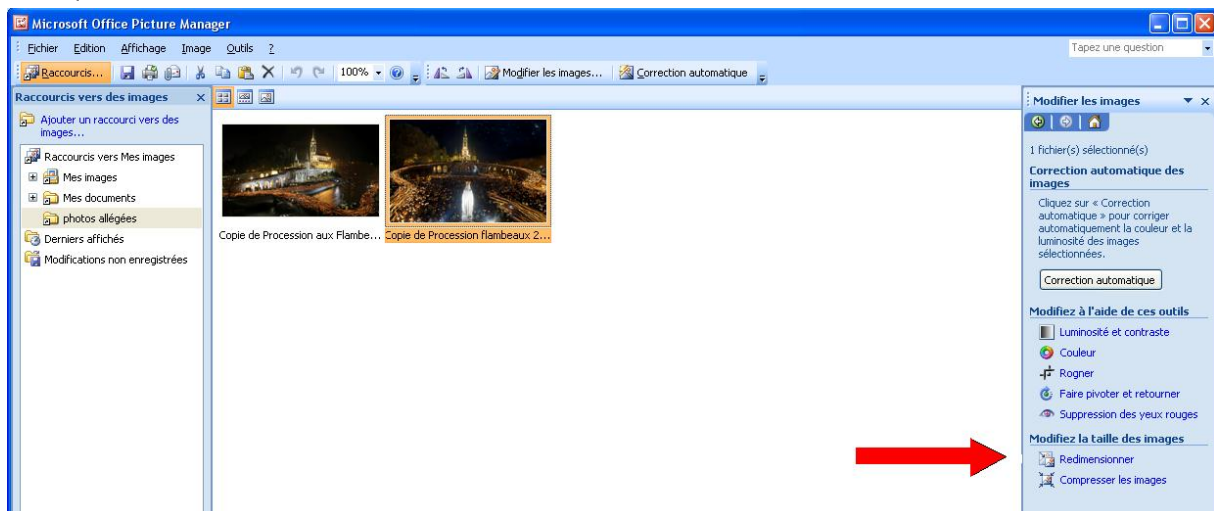 Microsoft Office Picture Manager
Fichier Edition Affichage Image Outils ?
Tapez une question
Raccourcis... 100% Modifier les images... Correction automatique
Raccourcis vers des images
Ajouter un raccourci vers des
images...
Raccourcis vers Mes images
Mes images
Mes documents
photos allégées
Derniers affichés
Modifications non enregistrées
Copie de Procession aux Flambe...
Copie de Procession flambeaux 2...
Modifier les images
1 fichier(s) sélectionné(s)
Correction automatique des
images
Cliquez sur « Correction
automatique » pour corriger
automatiquement la couleur et la
luminosité des images
sélectionnées.
Correction automatique
Modifiez à l'aide de ces outils
Luminosité et contraste
Couleur
Rogner
Faire pivoter et retourner
Suppression des yeux rouges
Modifiez la taille des images
Redimensionner
Compresser les images